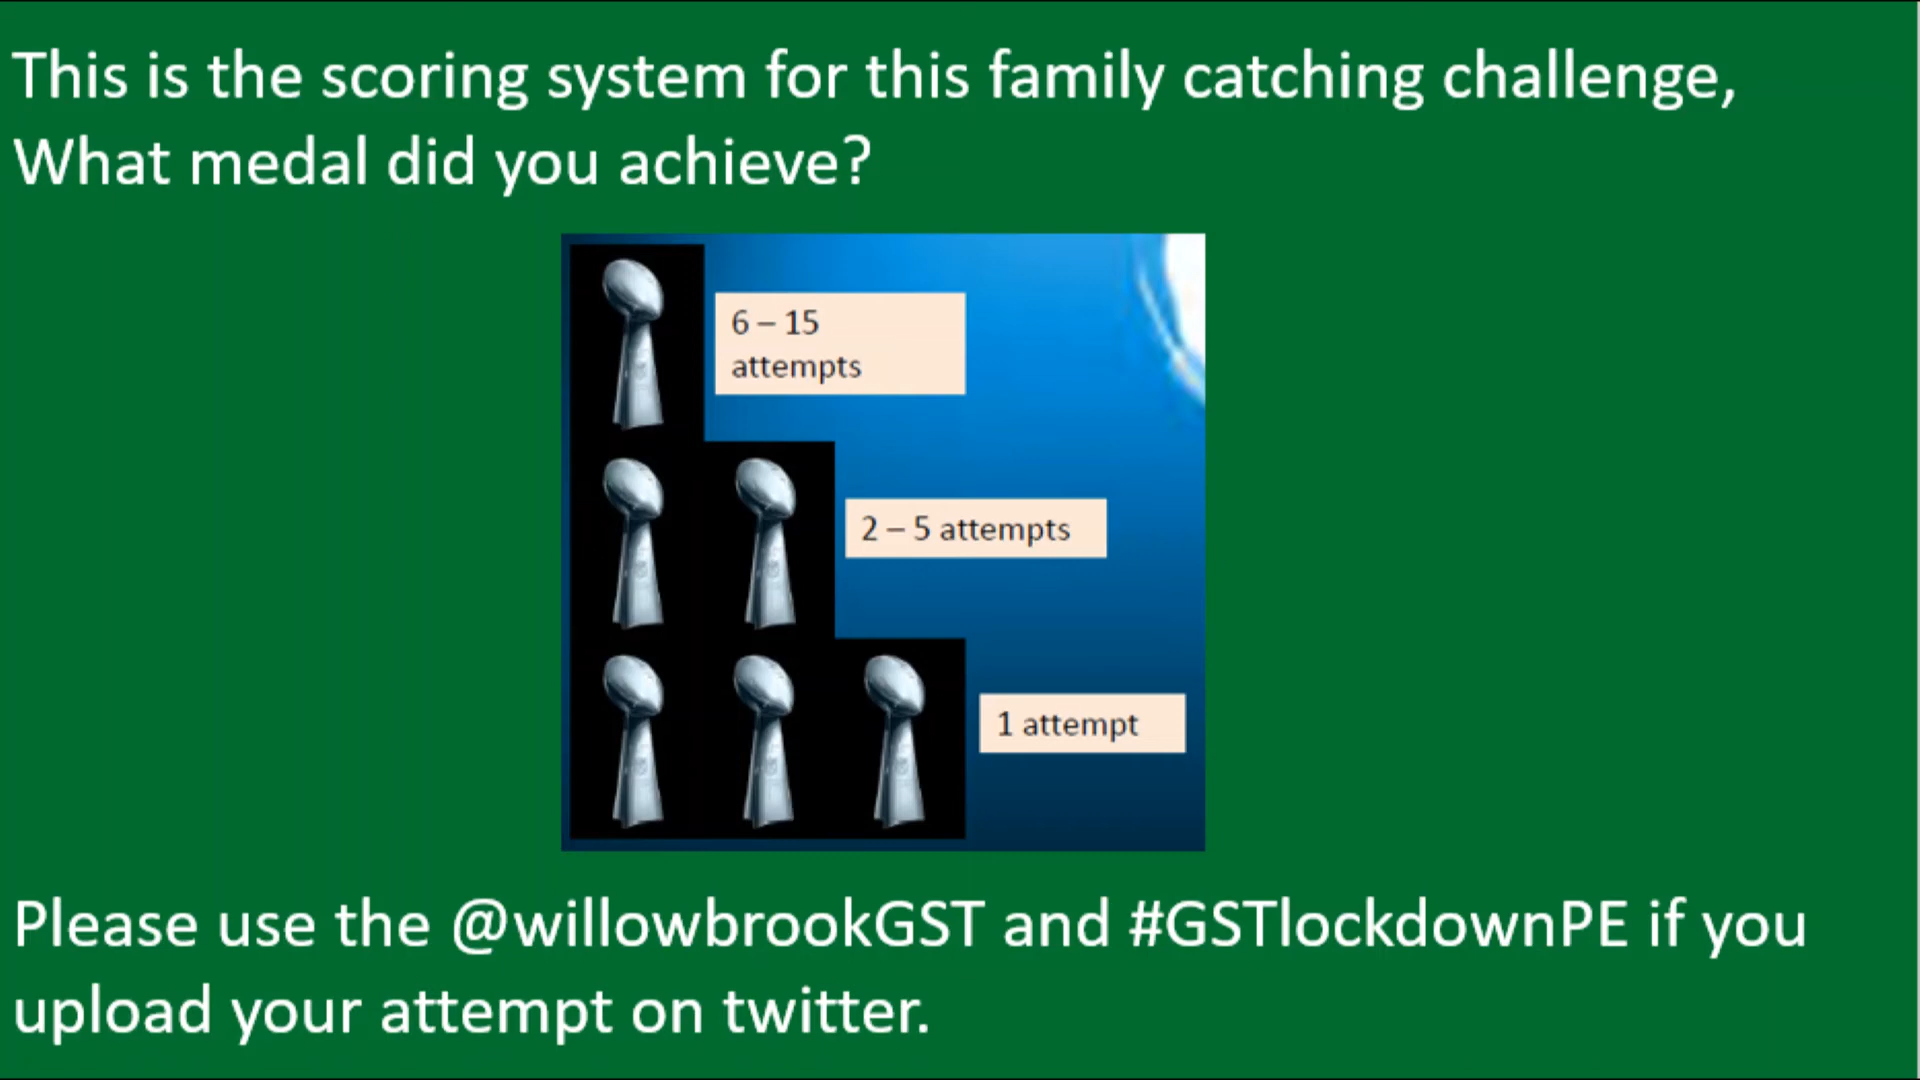 This is the scoring system for this family catching challenge,
What medal did you achieve?
6 – 15
attempts
2 – 5 attempts
1 attempt
Please use the @willowbrookGST and #GSTlockdownPE if you
upload your attempt on twitter.